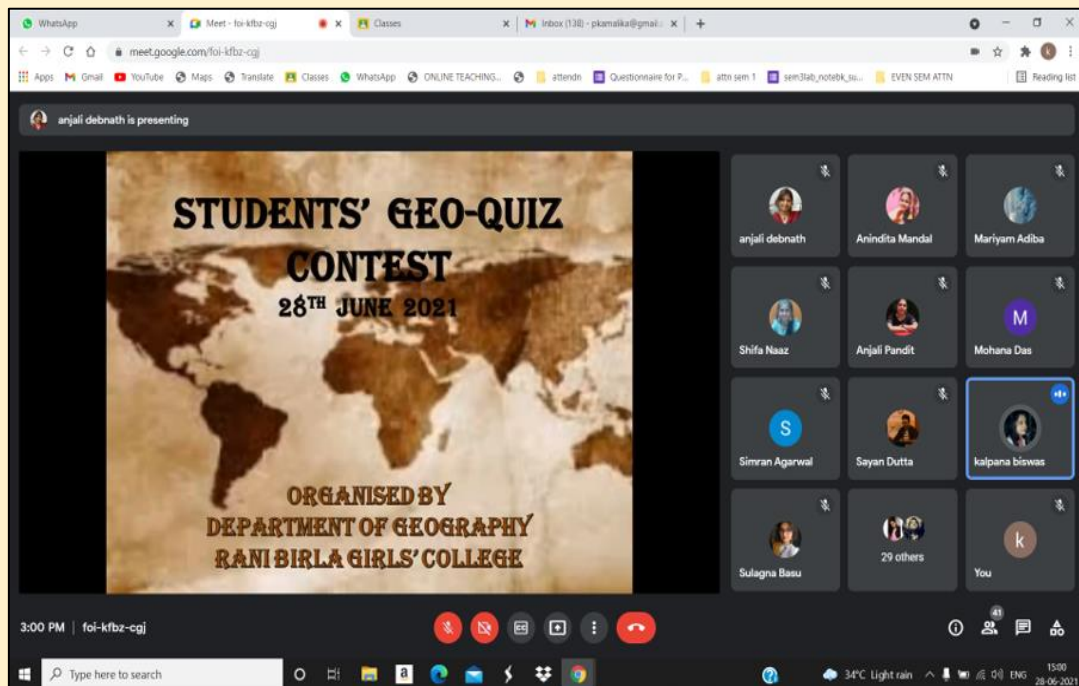 WhatsApp
Meet - foi-kfbz-cgj
Classes
Inbox (138) - pkamalika@gmail.c
meet.google.com/foi-kfbz-cgj
k
Apps
Gmail
YouTube
Maps
Translate
Classes
WhatsApp
ONLINE TEACHING...
attendn
Questionnaire for P...
attn sem 1
sem3lab_notebk_su...
EVEN SEM ATTN
Reading list
anjali debnath is presenting
STUDENTS' GEO-QUIZ
CONTEST
28TH JUNE 2021
ORGANISED BY
DEPARTMENT OF GEOGRAPHY
RANI BIRLA GIRLS' COLLEGE
anjali debnath
Anindita Mandal
Mariyam Adiba
Shifa Naaz
Anjali Pandit
M
Mohana Das
S
Simran Agarwal
Sayan Dutta
kalpana biswas
Sulagna Basu
29 others
k
You
3:00 PM | foi-kfbz-cgj
41
Type here to search
a
34°C Light rain
ENG
15:00
28-06-2021